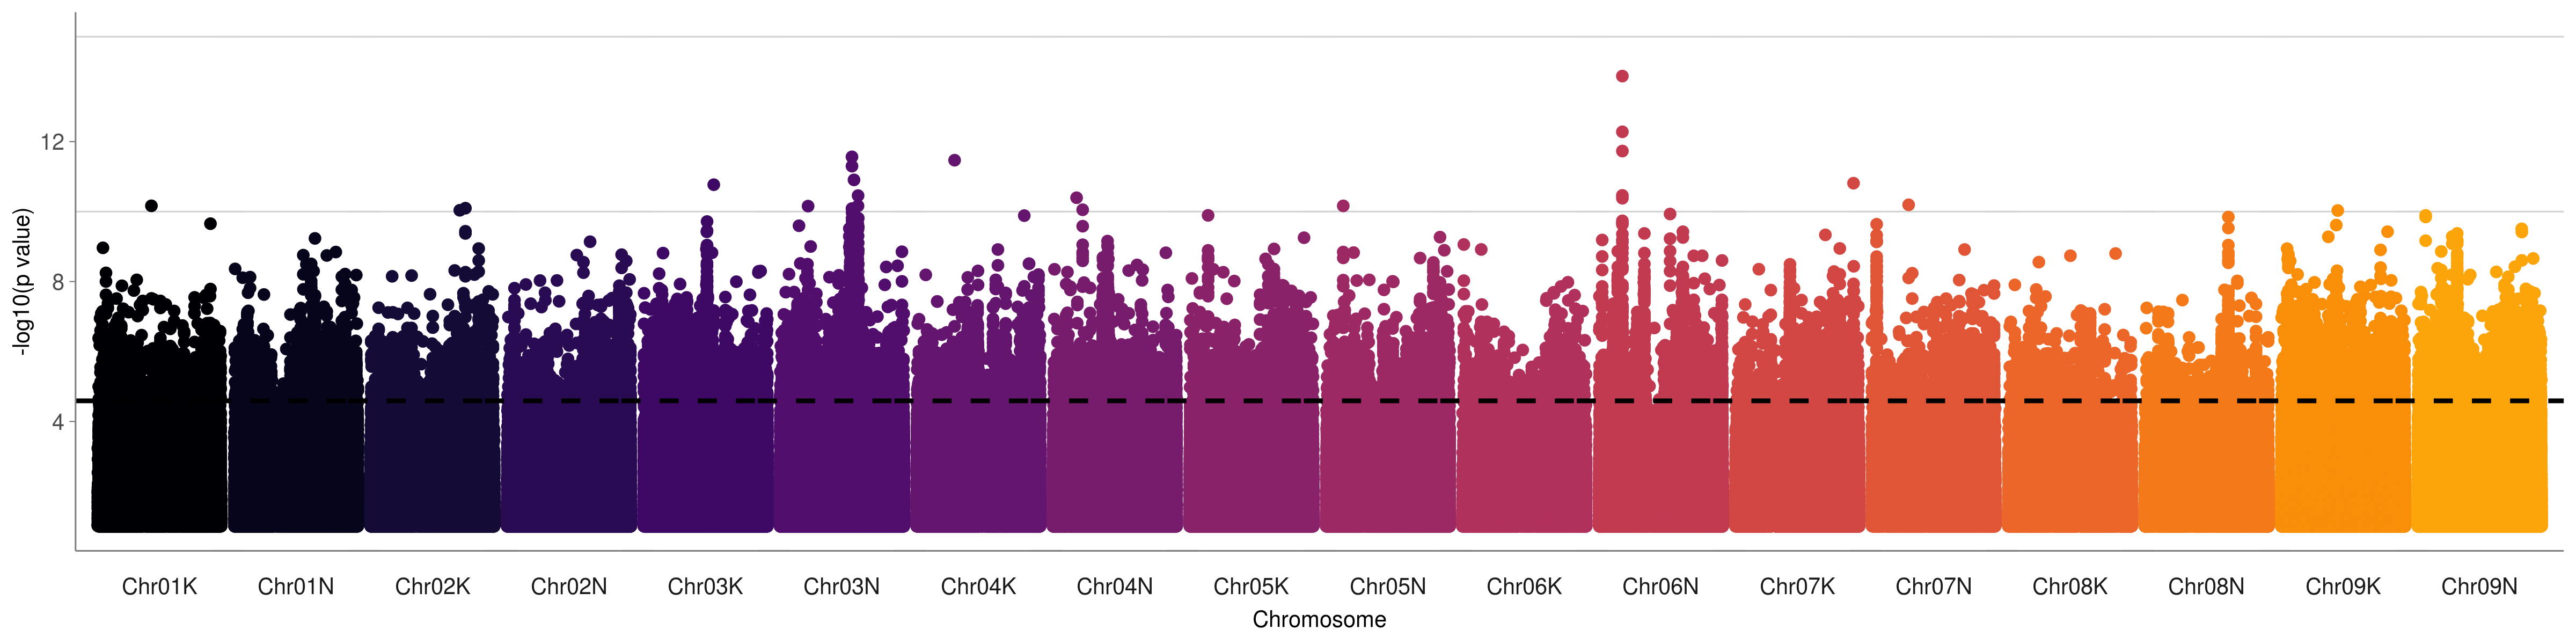 -log10(p value)
12
8
4
Chr01K Chr01N Chr02K Chr02N Chr03K Chr03N Chr04K Chr04N Chr05K Chr05N Chr06K Chr06N Chr07K Chr07N Chr08K Chr08N Chr09K Chr09N
Chromosome